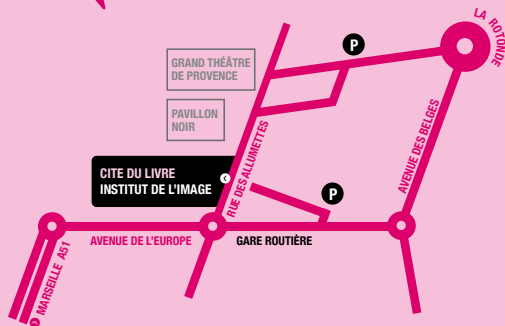 LA ROTONDE
P
GRAND THÉÂTRE
DE PROVENCE
PAVILLON
NOIR
RUE DES ALLUMETTES
AVENUE DES BELGES
CITE DU LIVRE
INSTITUT DE L'IMAGE
P
AVENUE DE L'EUROPE
GARE ROUTIÈRE
MARSEILLE A51